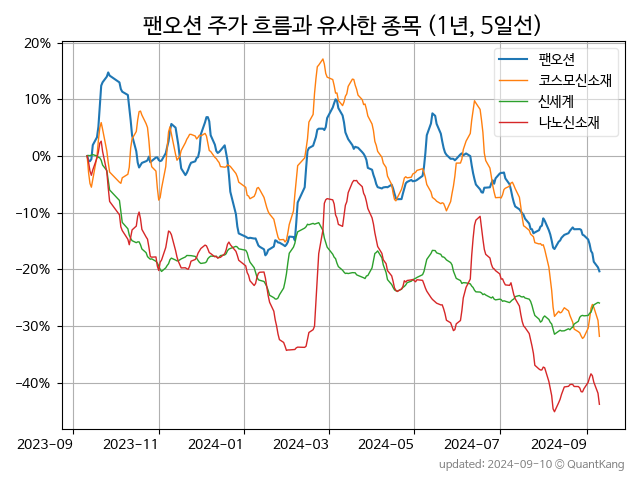 팬오션 주가 흐름과 유사한 종목 (1년, 5일선)
팬오션
코스모신소재
신세계
나노신소재
20%
10%
0%
−10%
−20%
−30%
−40%
2023-09
2023-11
2024-01
2024-03
2024-05
2024-07
2024-09
updated: 2024-09-10 ⓒ QuantKang